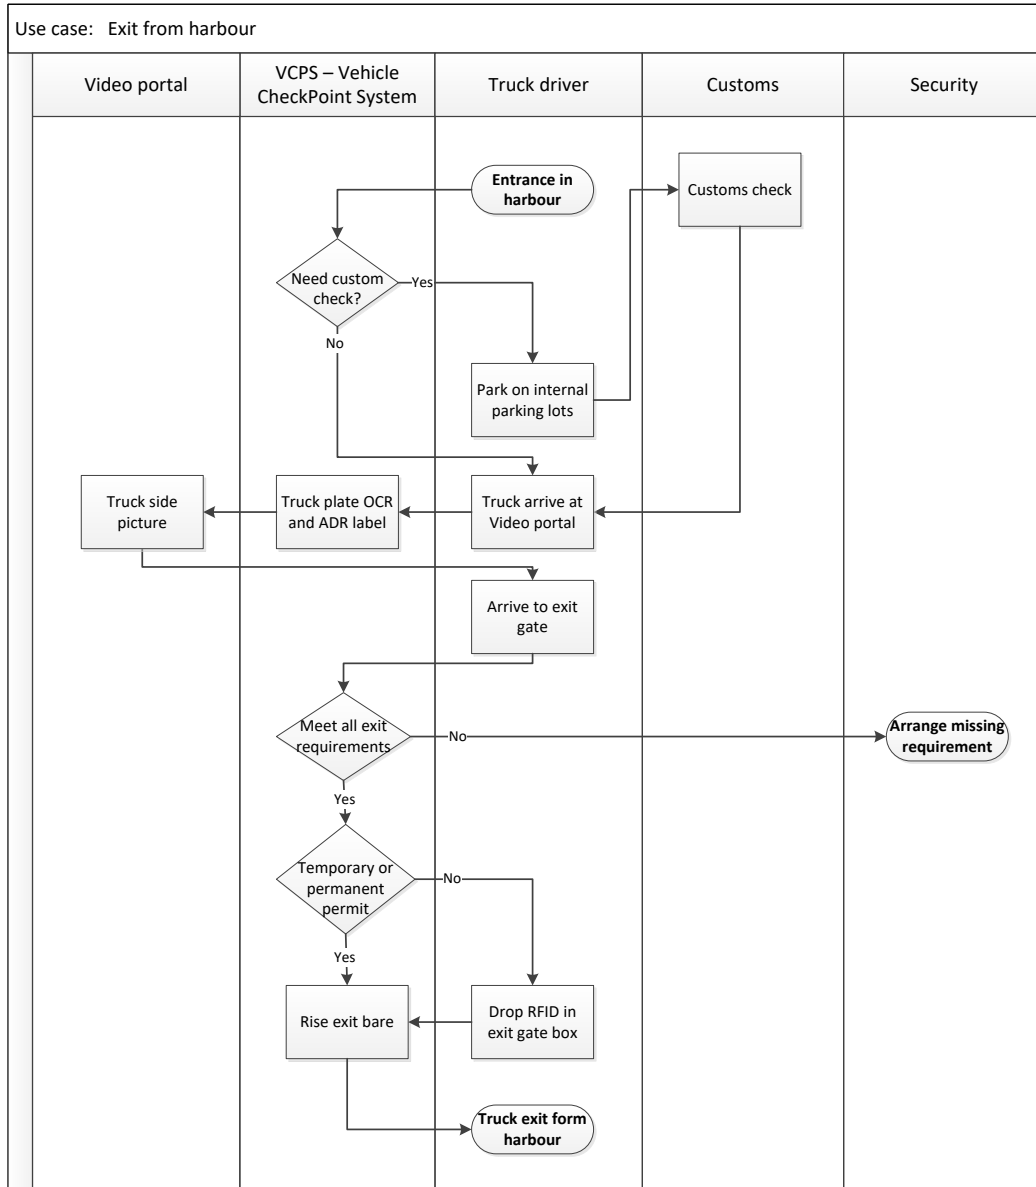 Use case:   Exit from harbour
Video portal
VCPS – Vehicle
CheckPoint System
Truck driver
Customs
Security
Entrance in
harbour
Customs check
Need custom
check?
Yes
No
Park on internal
parking lots
Truck side
picture
Truck plate OCR
and ADR label
Truck arrive at
Video portal
Arrive to exit
gate
Meet all exit
requirements
No
Arrange missing
requirement
Yes
Temporary or
permanent
permit
No
Yes
Rise exit bare
Drop RFID in
exit gate box
Truck exit form
harbour